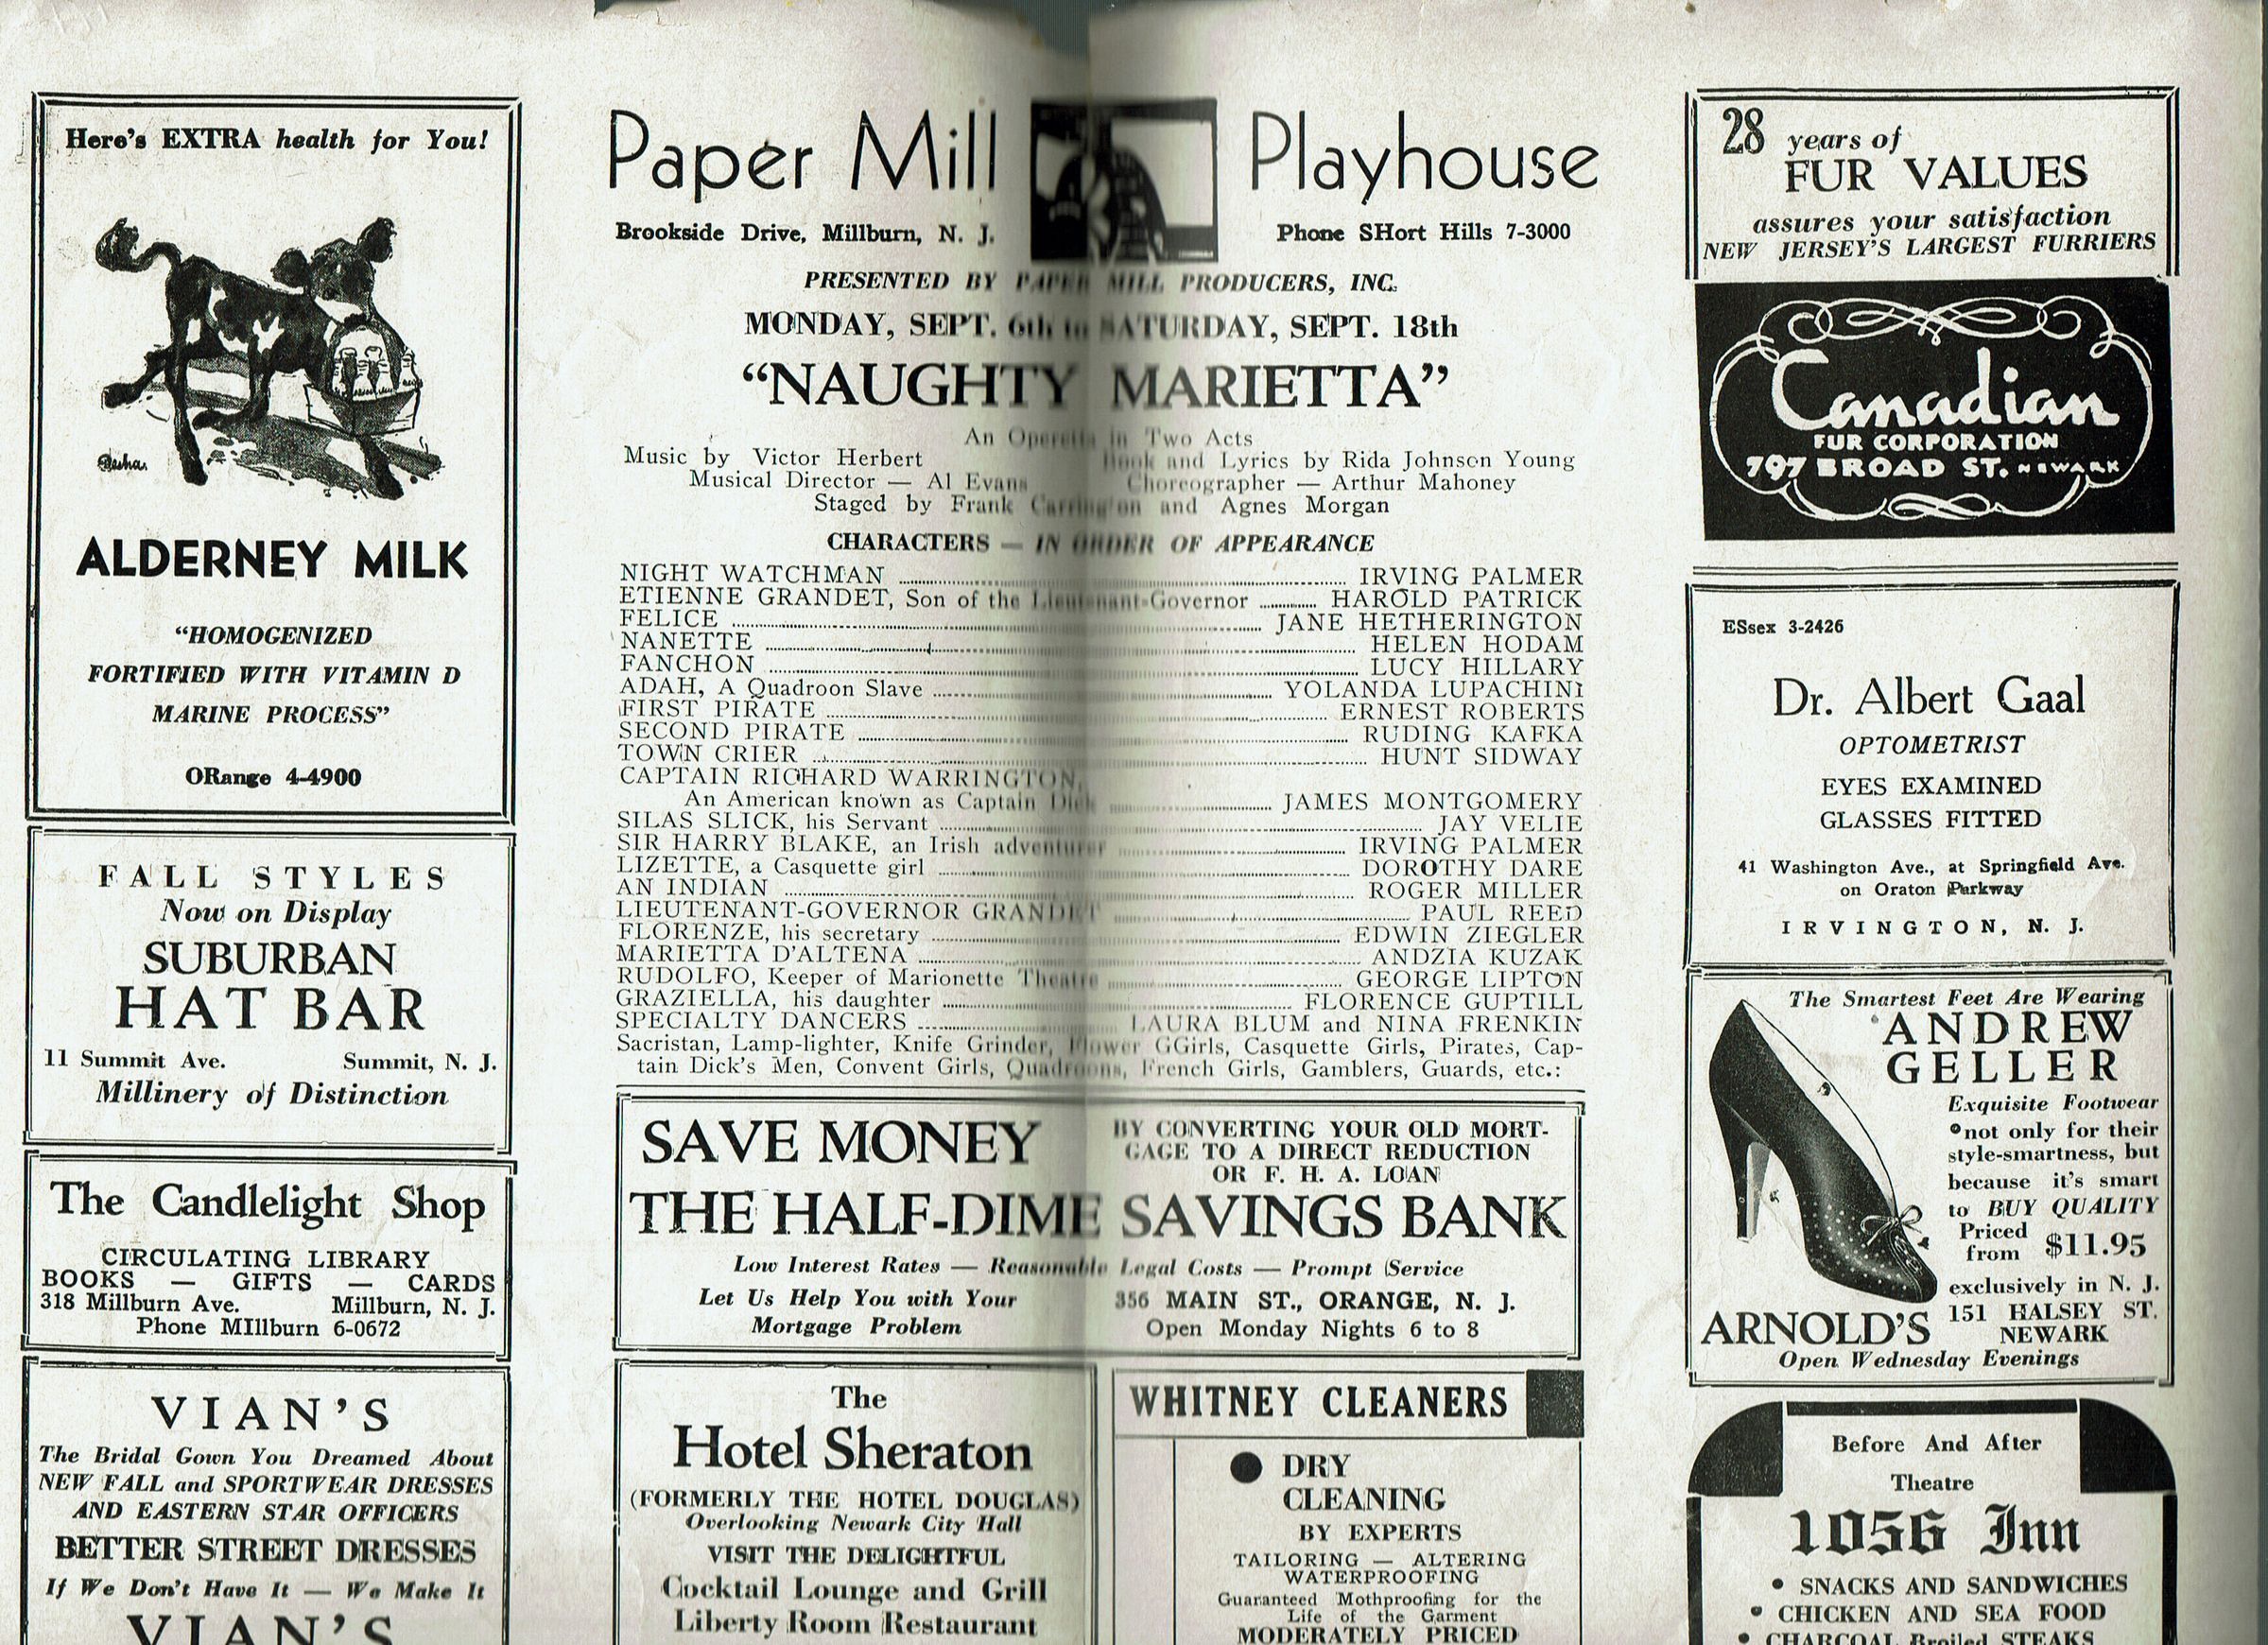 Here's EXTRA health for You!
Gesha.
ALDERNEY MILK
"HOMOGENIZED
FORTIFIED WITH VITAMIN D
MARINE PROCESS"
ORange 4-4900
FALL STYLES
Now on Display
SUBURBAN
HAT BAR
11 Summit Ave. Summit, N. J.
Millinery of Distinction
The Candlelight Shop
CIRCULATING LIBRARY
BOOKS — GIFTS — CARDS
318 Millburn Ave. Millburn, N. J.
Phone MIllburn 6-0672
VIAN'S
The Bridal Gown You Dreamed About
NEW FALL and SPORTWEAR DRESSES
AND EASTERN STAR OFFICERS
BETTER STREET DRESSES
If We Don't Have It — We Make It
VIAN'S
Paper Mill Playhouse
Brookside Drive, Millburn, N. J. Phone SHort Hills 7-3000
PRESENTED BY PAPER MILL PRODUCERS, INC.
MONDAY, SEPT. 6th to SATURDAY, SEPT. 18th
"NAUGHTY MARIETTA"
An Operetta in Two Acts
Music by Victor Herbert Book and Lyrics by Rida Johnson Young
Musical Director — Al Evans Choreographer — Arthur Mahoney
Staged by Frank Carrington and Agnes Morgan
CHARACTERS — IN ORDER OF APPEARANCE
NIGHT WATCHMAN ........ IRVING PALMER
ETIENNE GRANDET, Son of the Lieutenant-Governor ........ HAROLD PATRICK
FELICE ........ JANE HETHERINGTON
NANETTE ........ HELEN HODAM
FANCHON ........ LUCY HILLARY
ADAH, A Quadroon Slave ........ YOLANDA LUPACHINI
FIRST PIRATE ........ ERNEST ROBERTS
SECOND PIRATE ........ RUDING KAFKA
TOWN CRIER ........ HUNT SIDWAY
CAPTAIN RICHARD WARRINGTON,
An American known as Captain Dick ........ JAMES MONTGOMERY
SILAS SLICK, his Servant ........ JAY VELIE
SIR HARRY BLAKE, an Irish adventurer ........ IRVING PALMER
LIZETTE, a Casquette girl ........ DOROTHY DARE
AN INDIAN ........ ROGER MILLER
LIEUTENANT-GOVERNOR GRANDET ........ PAUL REED
FLORENZE, his secretary ........ EDWIN ZIEGLER
MARIETTA D'ALTENA ........ ANDZIA KUZAK
RUDOLFO, Keeper of Marionette Theatre ........ GEORGE LIPTON
GRAZIELLA, his daughter ........ FLORENCE GUPTILL
SPECIALTY DANCERS ........ LAURA BLUM and NINA FRENKIN
Sacristan, Lamp-lighter, Knife Grinder, Flower GGirls, Casquette Girls, Pirates, Cap-
tain Dick's Men, Convent Girls, Quadroons, French Girls, Gamblers, Guards, etc.:
SAVE MONEY
BY CONVERTING YOUR OLD MORT-
GAGE TO A DIRECT REDUCTION
OR F. H. A. LOAN
THE HALF-DIME SAVINGS BANK
Low Interest Rates — Reasonable Legal Costs — Prompt Service
Let Us Help You with Your
Mortgage Problem
356 MAIN ST., ORANGE, N. J.
Open Monday Nights 6 to 8
The
Hotel Sheraton
(FORMERLY THE HOTEL DOUGLAS)
Overlooking Newark City Hall
VISIT THE DELIGHTFUL
Cocktail Lounge and Grill
Liberty Room Restaurant
WHITNEY CLEANERS
● DRY
CLEANING
BY EXPERTS
TAILORING — ALTERING
WATERPROOFING
Guaranteed Mothproofing for the
Life of the Garment
MODERATELY PRICED
28 years of
FUR VALUES
assures your satisfaction
NEW JERSEY'S LARGEST FURRIERS
Canadian
FUR CORPORATION
797 BROAD ST. NEWARK
ESsex 3-2426
Dr. Albert Gaal
OPTOMETRIST
EYES EXAMINED
GLASSES FITTED
41 Washington Ave., at Springfield Ave.
on Oraton Parkway
IRVINGTON, N. J.
The Smartest Feet Are Wearing
ANDREW
GELLER
Exquisite Footwear
not only for their
style-smartness, but
because it's smart
to BUY QUALITY
Priced
from $11.95
exclusively in N. J.
ARNOLD'S 151 HALSEY ST.
NEWARK
Open Wednesday Evenings
Before And After
Theatre
1056 Inn
• SNACKS AND SANDWICHES
• CHICKEN AND SEA FOOD
• CHARCOAL Broiled STEAKS